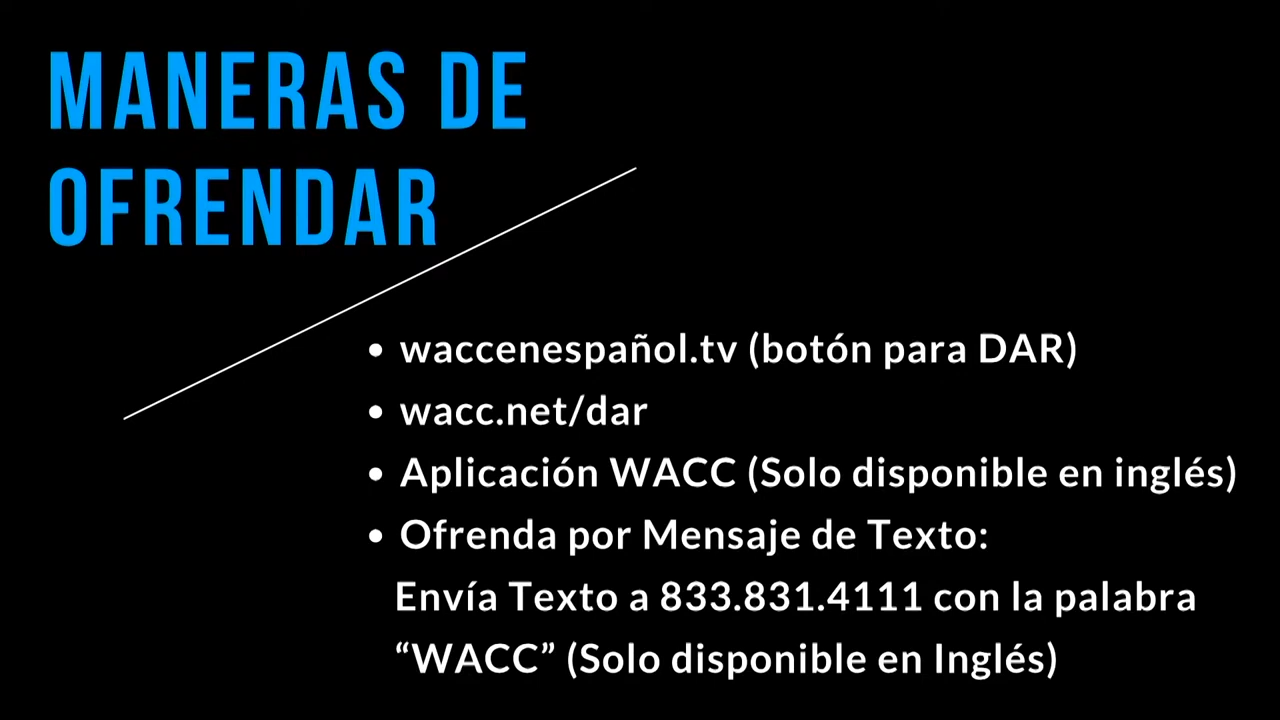 MANERAS DE
OFRENDAR
• waccenespañol.tv (botón para DAR)
• wacc.net/dar
• Aplicación WACC (Solo disponible en inglés)
• Ofrenda por Mensaje de Texto:
Envía Texto a 833.831.4111 con la palabra
“WACC” (Solo disponible en Inglés)